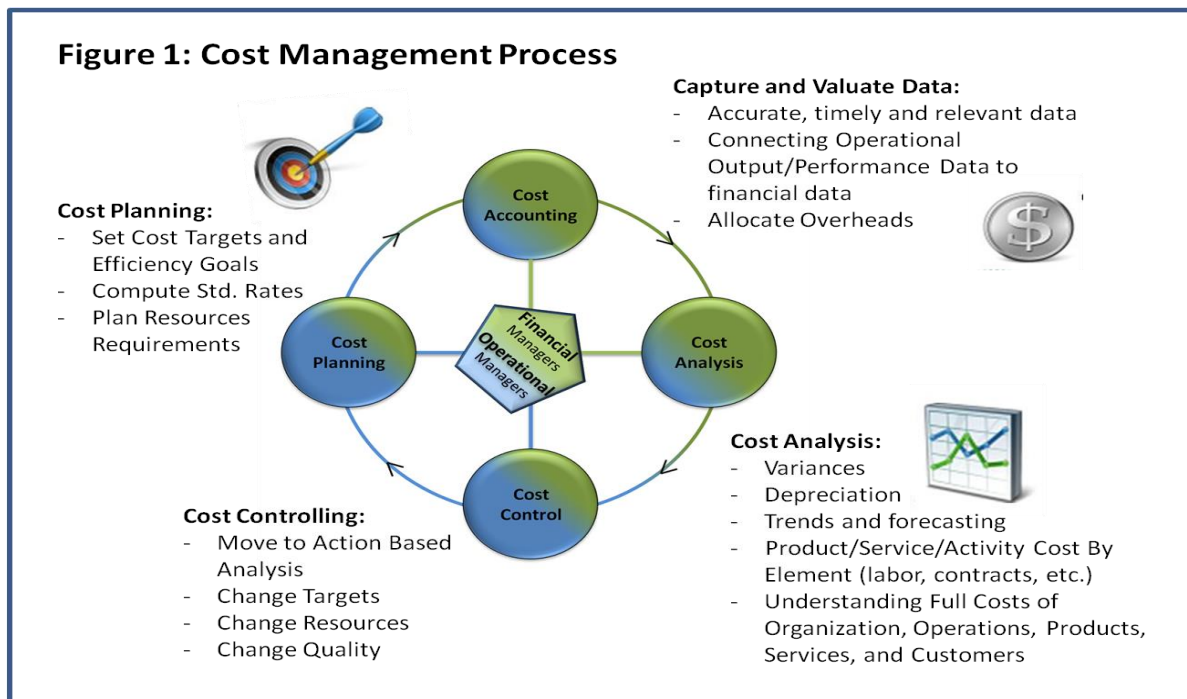 Figure 1: Cost Management Process
Capture and Valuate Data:
- Accurate, timely and relevant data
- Connecting Operational
Output/Performance Data to
financial data
- Allocate Overheads
Cost Planning:
- Set Cost Targets and
Efficiency Goals
- Compute Std. Rates
- Plan Resources
Requirements
Cost
Accounting
Cost
Planning
Financial
Managers
Operational
Managers
Cost
Analysis
Cost
Control
$
Cost Analysis:
- Variances
- Depreciation
- Trends and forecasting
- Product/Service/Activity Cost By
Element (labor, contracts, etc.)
- Understanding Full Costs of
Organization, Operations, Products,
Services, and Customers
Cost Controlling:
- Move to Action Based
Analysis
- Change Targets
- Change Resources
- Change Quality